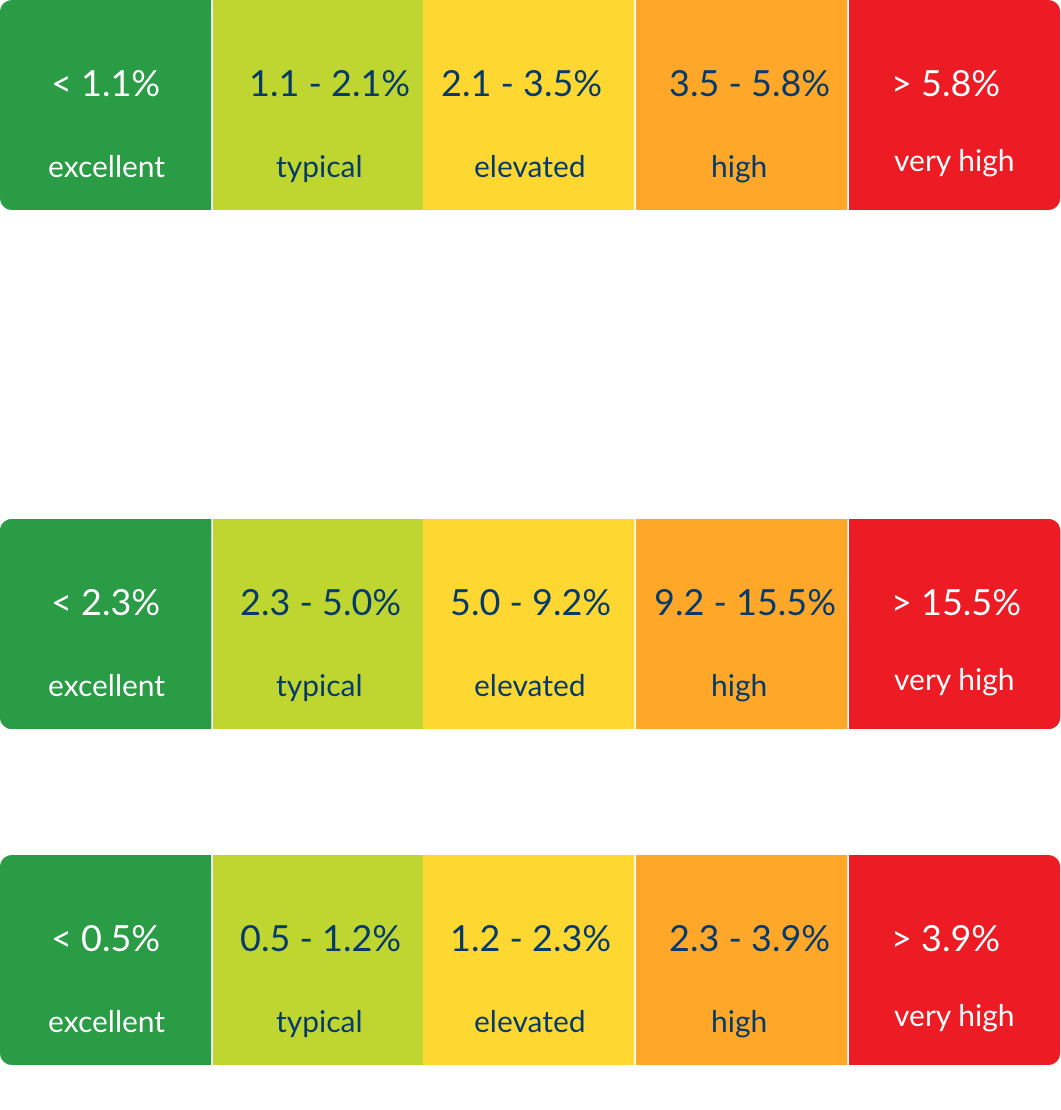 < 1.1% 1.1 - 2.1% 2.1 - 3.5% 3.5 - 5.8% > 5.8%
excellent typical elevated high very high
< 2.3% 2.3 - 5.0% 5.0 - 9.2% 9.2 - 15.5% > 15.5%
excellent typical elevated high very high
< 0.5% 0.5 - 1.2% 1.2 - 2.3% 2.3 - 3.9% > 3.9%
excellent typical elevated high very high